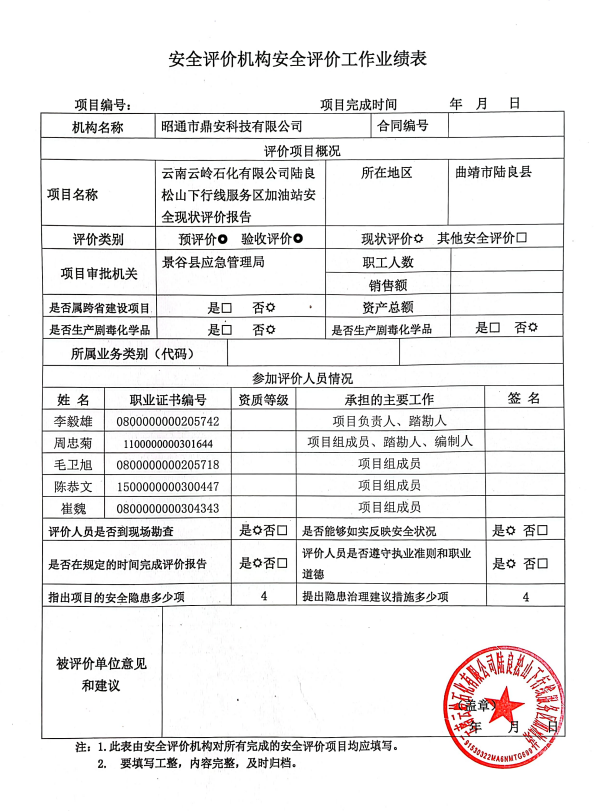 安全评价机构安全评价工作业绩表
项目编号： 项目完成时间 年 月 日
机构名称 昭通市鼎安科技有限公司 合同编号
评价项目概况
项目名称 云南云岭石化有限公司陆良松山下行线服务区加油站安全现状评价报告 所在地区 曲靖市陆良县
评价类别 预评价 验收评价 现状评价☼ 其他安全评价□
项目审批机关 景谷县应急管理局 职工人数
销售额
是否属跨省建设项目 是□ 否☼ 资产总额
是否生产剧毒化学品 是□ 否☼ 是否生产剧毒化学品 是□ 否☼
所属业务类别（代码）
参加评价人员情况
姓 名 职业证书编号 资质等级 承担的主要工作 签 名
李毅雄 0800000000205742 项目负责人、踏勘人
周忠菊 1100000000301644 项目组成员、踏勘人、编制人
毛卫旭 0800000000205718 项目组成员
陈恭文 1500000000300447 项目组成员
崔巍 0800000000304343 项目组成员
评价人员是否到现场勘查 是☼否□ 是否能够如实反映安全状况 是☼ 否□
是否在规定的时间完成评价报告 是☼否□ 评价人员是否遵守执业准则和职业道德 是☼ 否□
指出项目的安全隐患多少项 4 提出隐患治理建议措施多少项 4
被评价单位意见和建议
（盖章）
年 月 日
注：1.此表由安全评价机构对所有完成的安全评价项目均应填写。
2. 要填写工整，内容完整，及时归档。